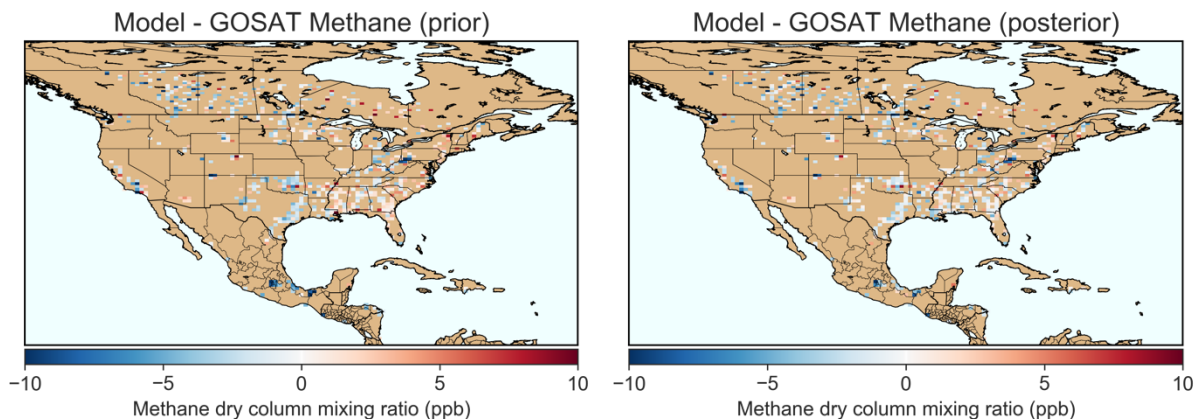 Model - GOSAT Methane (prior)
−10 −5 0 5 10
Methane dry column mixing ratio (ppb)
Model - GOSAT Methane (posterior)
−10 −5 0 5 10
Methane dry column mixing ratio (ppb)